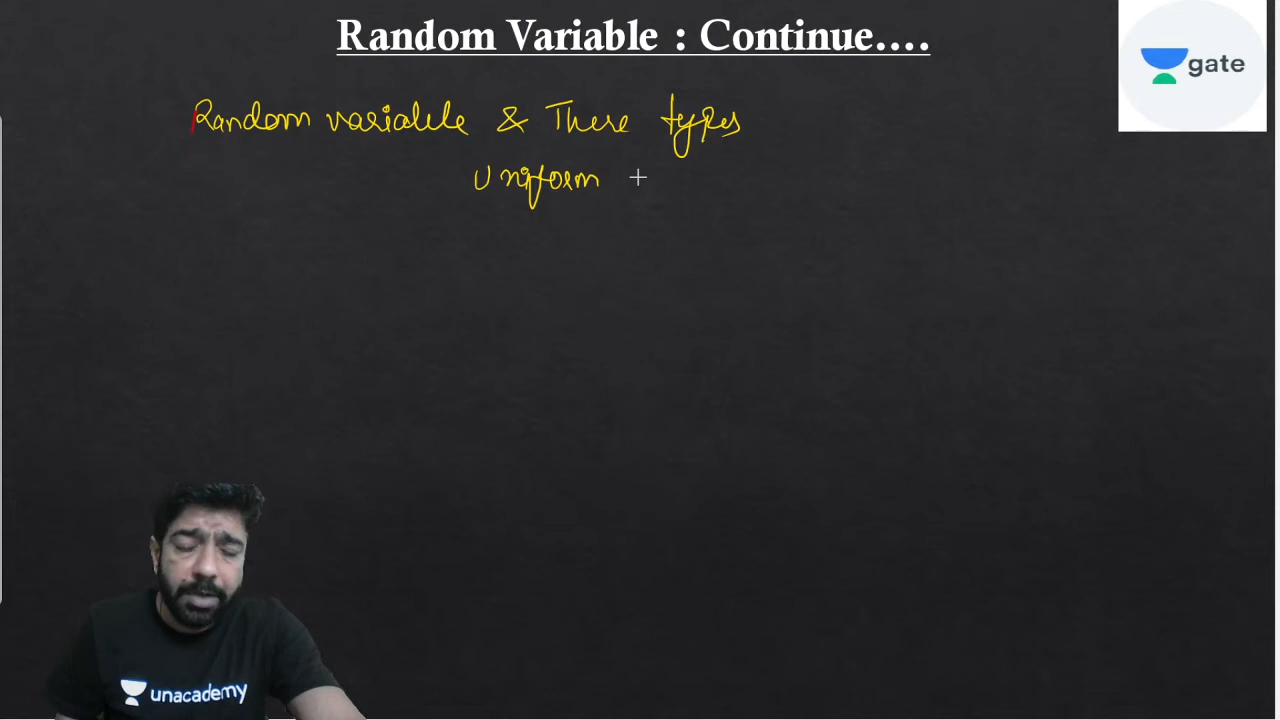 Random Variable : Continue....
gate
Random variable & There types
Uniform
unacademy